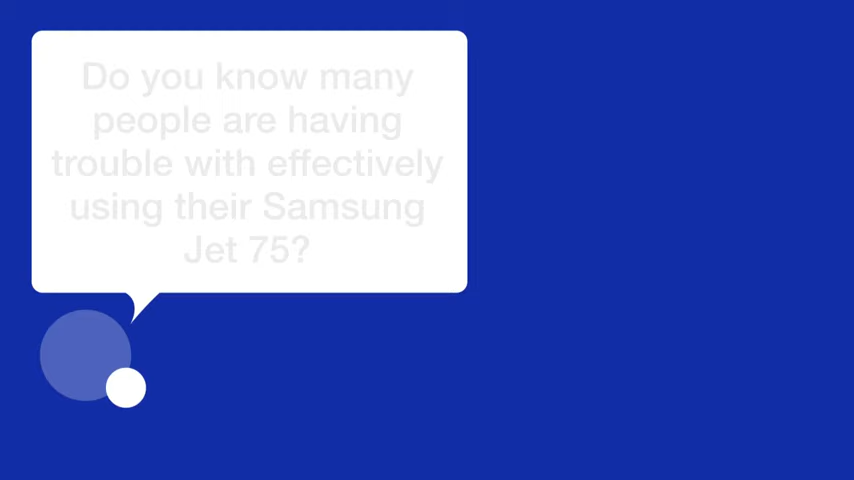 Do you know many
people are having
trouble with effectively
using their Samsung
Jet 75?